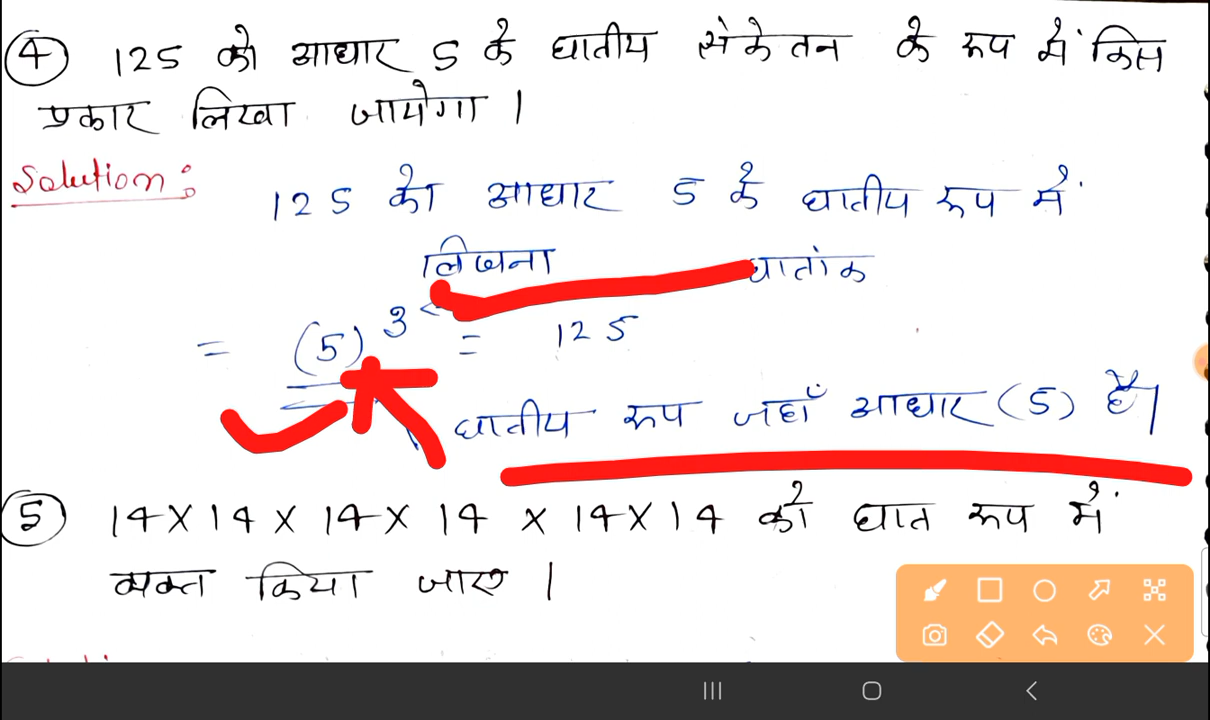 ④ 125 को आधार 5 के घातीय संकेतन के रूप में किस
प्रकार लिखा जायेगा ।
Solution:
125 को आधार 5 के घातीय रूप में
लिखना घातांक
= (5)³ = 125
घातीय रूप जहाँ आधार (5) है।
⑤ 14 × 14 × 14 × 14 × 14 × 14 को घात रूप में
व्यक्त किया जाए ।